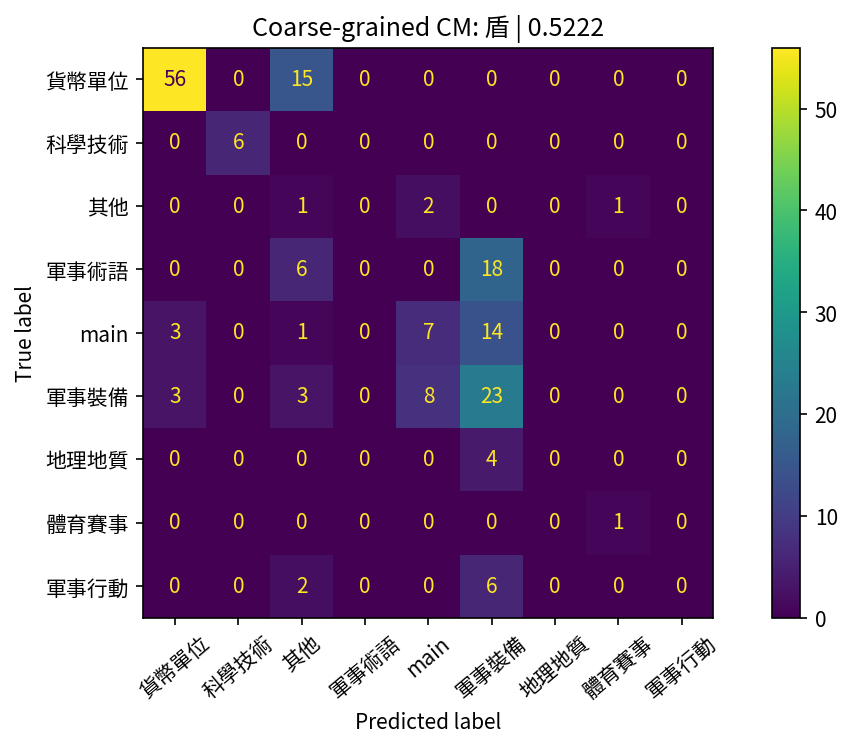 Coarse-grained CM: 盾 | 0.5222
True label
貨幣單位 56 0 15 0 0 0 0 0 0
科學技術 0 6 0 0 0 0 0 0 0
其他 0 0 1 0 2 0 0 1 0
軍事術語 0 0 6 0 0 18 0 0 0
main 3 0 1 0 7 14 0 0 0
軍事裝備 3 0 3 0 8 23 0 0 0
地理地質 0 0 0 0 0 4 0 0 0
體育賽事 0 0 0 0 0 0 0 1 0
軍事行動 0 0 2 0 0 6 0 0 0
貨幣單位 科學技術 其他 軍事術語 main 軍事裝備 地理地質 體育賽事 軍事行動
Predicted label
50
40
30
20
10
0